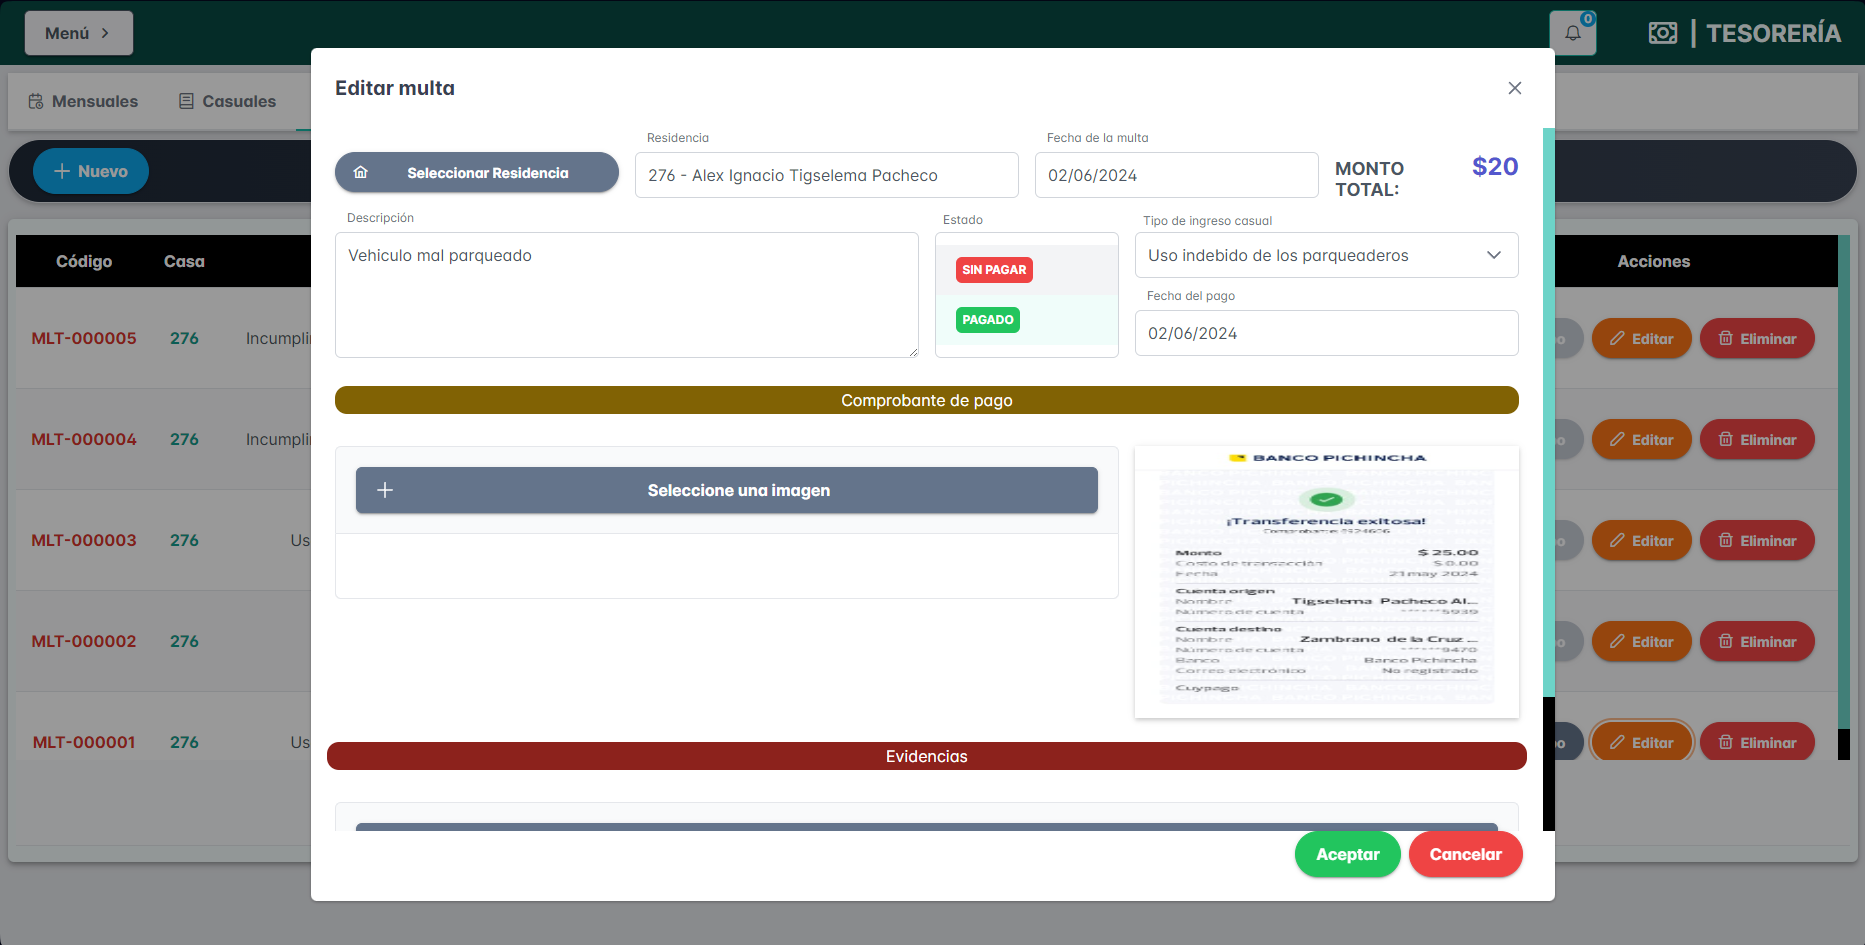 Menú
0
TESORERÍA
Mensuales
Casuales
Nuevo
Código
Casa
Acciones
MLT-000005
276
Incumpli
o
Editar
Eliminar
MLT-000004
276
Incumpli
o
Editar
Eliminar
MLT-000003
276
Us
o
Editar
Eliminar
MLT-000002
276
o
Editar
Eliminar
MLT-000001
276
Us
o
Editar
Eliminar
Editar multa
Seleccionar Residencia
Residencia
276 - Alex Ignacio Tigselema Pacheco
Fecha de la multa
02/06/2024
MONTO
TOTAL:
$20
Descripción
Vehiculo mal parqueado
Estado
SIN PAGAR
PAGADO
Tipo de ingreso casual
Uso indebido de los parqueaderos
Fecha del pago
02/06/2024
Comprobante de pago
Seleccione una imagen
BANCO PICHINCHA
¡Transferencia exitosa!
Monto $ 25.00
Costo de transacción $ 0.00
Fecha 21 may 2024
Cuenta origen
Nombre Tigselema Pacheco Al...
Número de cuenta ******5939
Cuenta destino
Nombre Zambrano de la Cruz ...
Número de cuenta ******9470
Banco Banco Pichincha
Correo electrónico No registrado
Cuypago
Evidencias
Aceptar
Cancelar